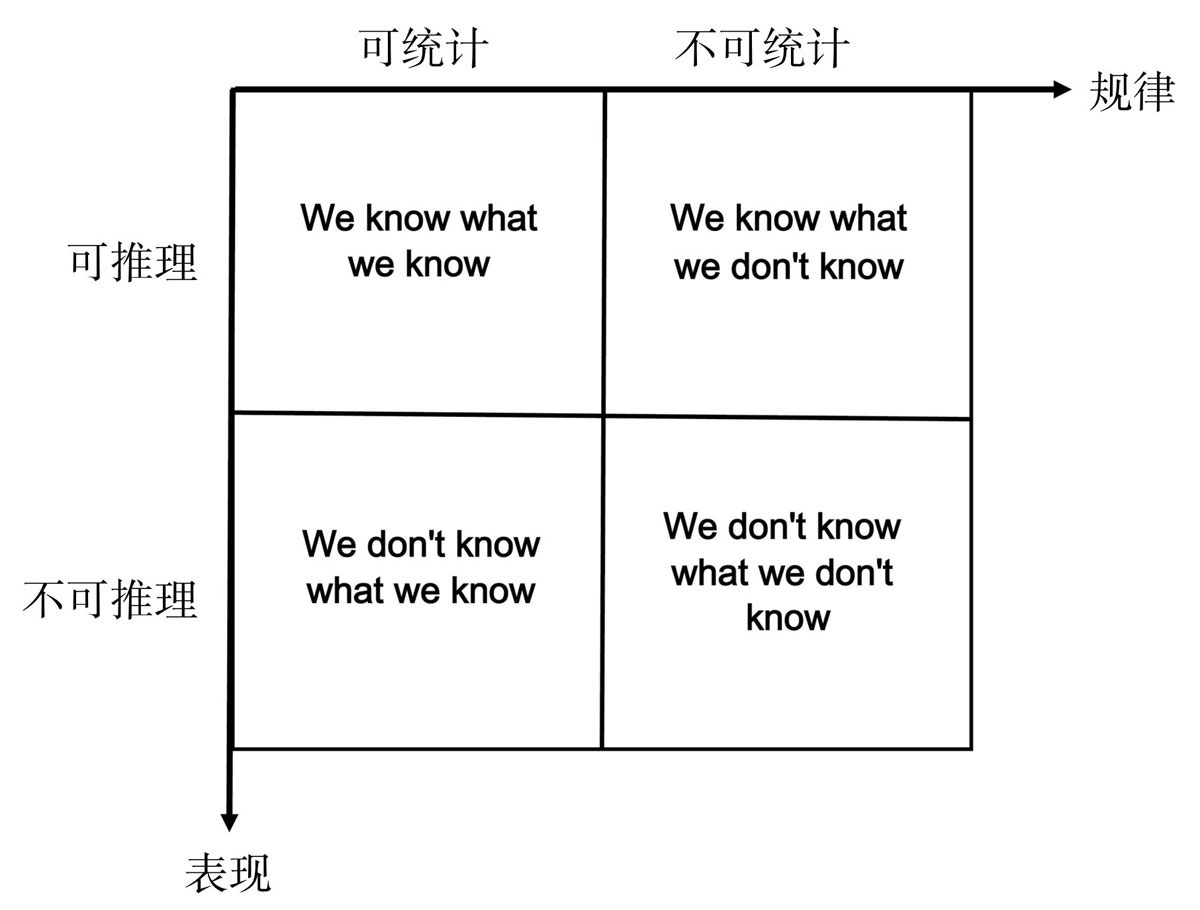 可统计
不可统计
规律
We know what
we know
We know what
we don't know
可推理
We don't know
what we know
We don't know
what we don't
know
不可推理
表现